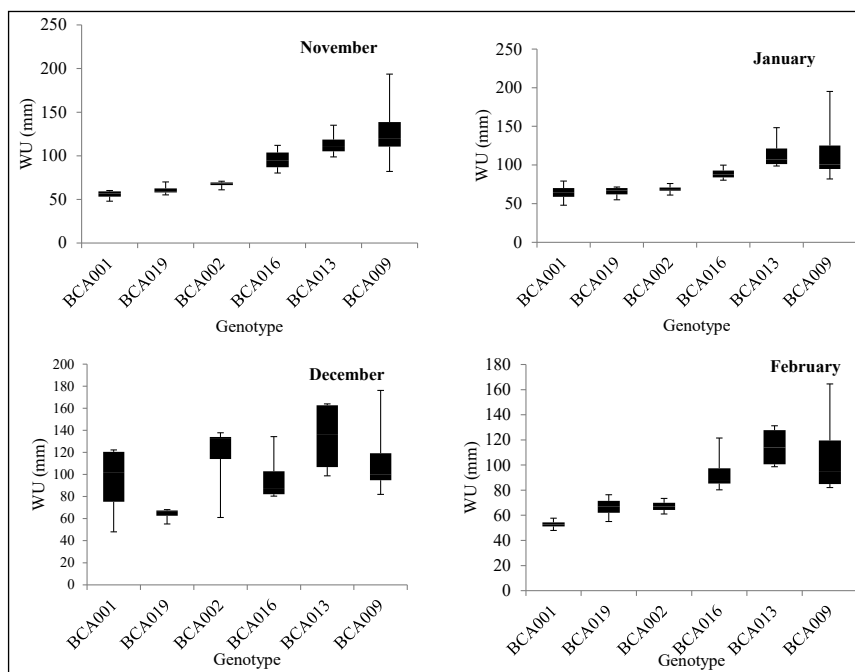 November
WU (mm)
250
200
150
100
50
0
BCA001
BCA019
BCA002
BCA016
BCA013
BCA009
Genotype
January
WU (mm)
250
200
150
100
50
0
BCA001
BCA019
BCA002
BCA016
BCA013
BCA009
Genotype
December
WU (mm)
200
180
160
140
120
100
80
60
40
20
0
BCA001
BCA019
BCA002
BCA016
BCA013
BCA009
Genotype
February
WU (mm)
180
160
140
120
100
80
60
40
20
0
BCA001
BCA019
BCA002
BCA016
BCA013
BCA009
Genotype